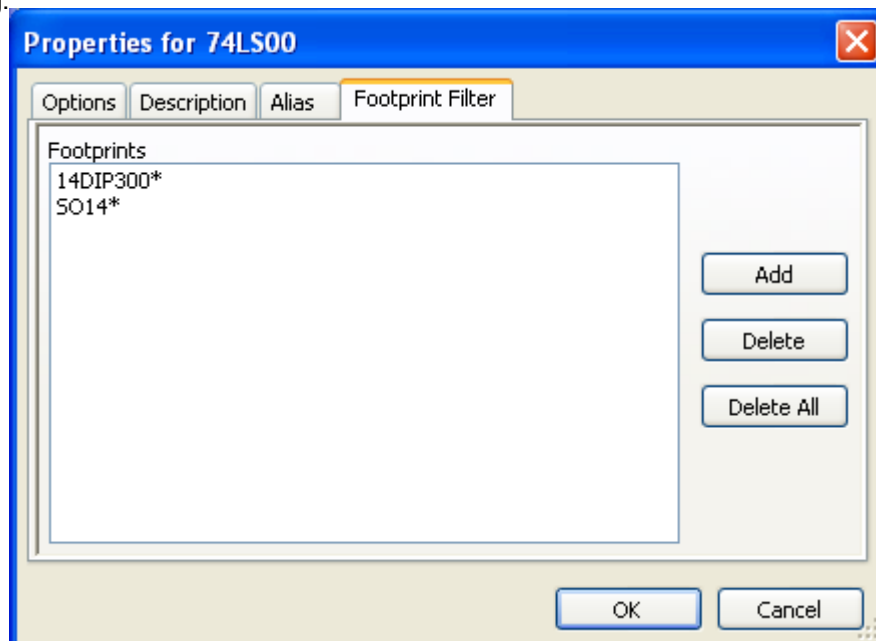 Properties for 74LS00
Options Description Alias Footprint Filter
Footprints
14DIP300*
SO14*
Add
Delete
Delete All
OK Cancel